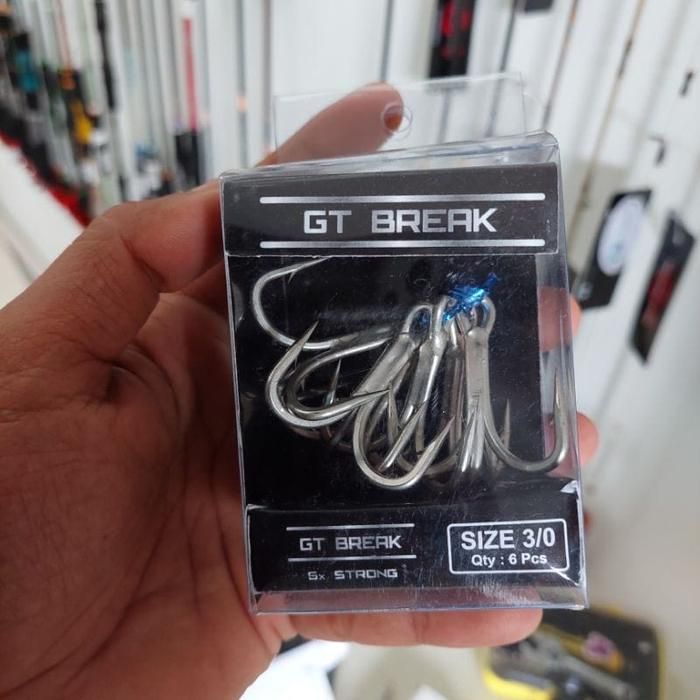 GT BREAK
GT BREAK
5x STRONG
SIZE 3/0
Qty : 6 Pcs